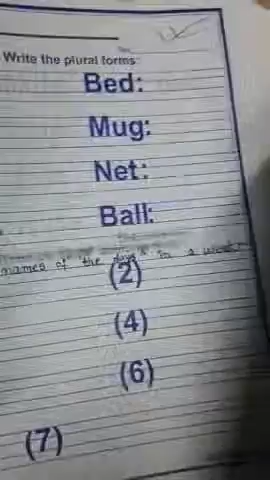 Write the plural forms:
Bed:
Mug:
Net:
Ball:
names of the days in a week
(2)
(4)
(6)
(7)